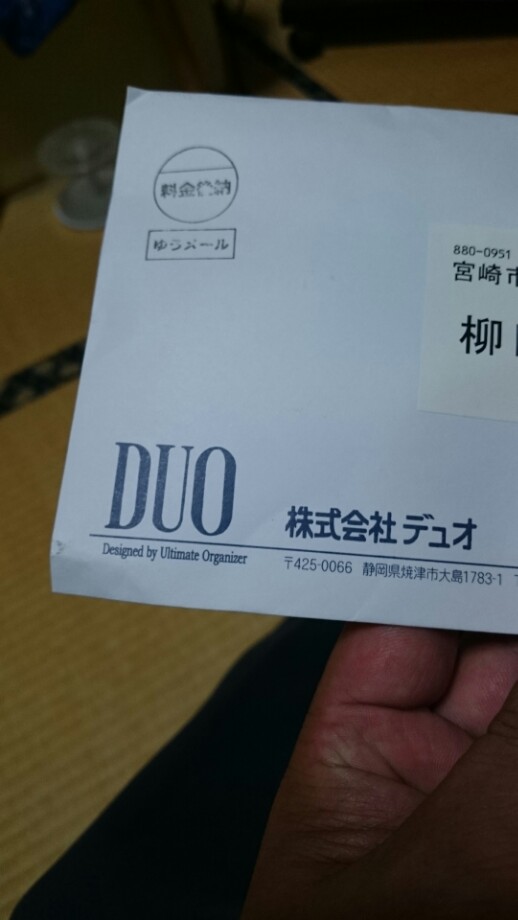 料金後納
ゆうメール
880-0951
宮崎市
柳
DUO
Designed by Ultimate Organizer
株式会社デュオ
〒425-0066 静岡県焼津市大島1783-1